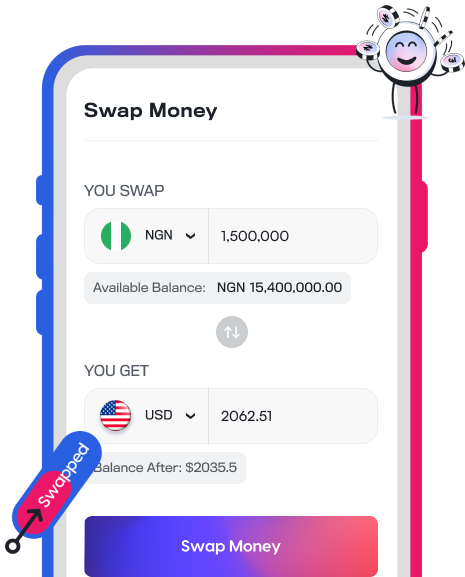 Swap Money
YOU SWAP
NGN 1,500,000
Available Balance: NGN 15,400,000.00
YOU GET
USD 2062.51
Balance After: $2035.5
Swapped
Swap Money